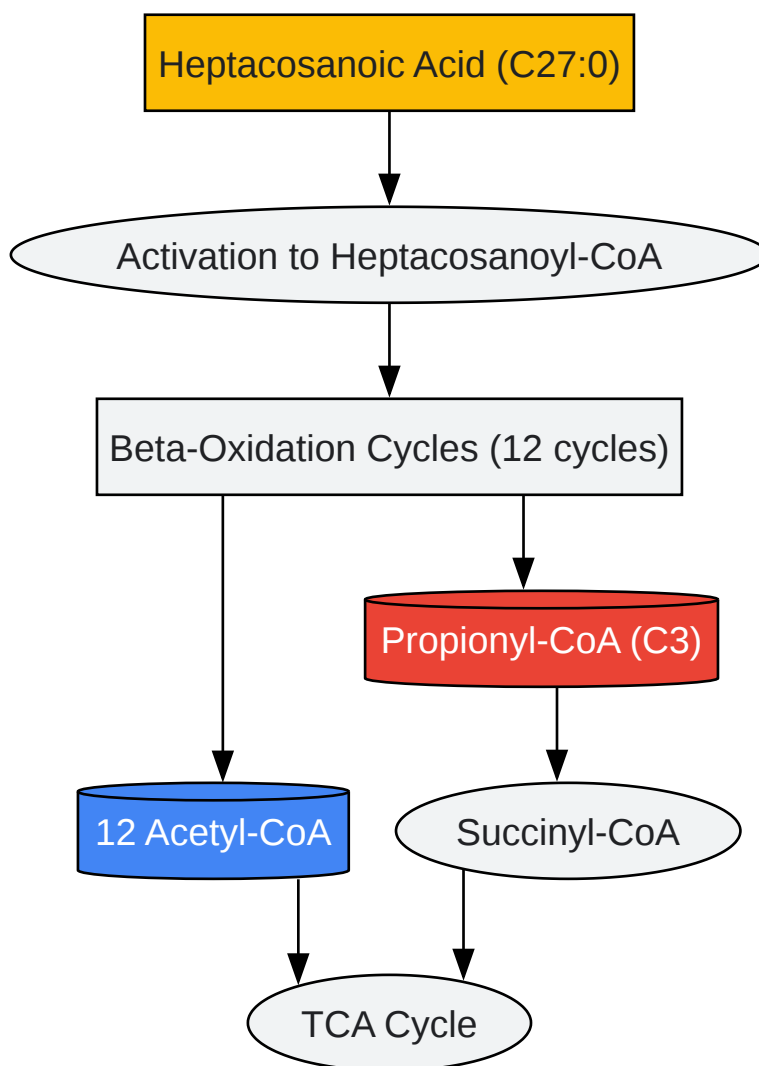 Heptacosanoic Acid (C27:0)
Activation to Heptacosanoyl-CoA
Beta-Oxidation Cycles (12 cycles)
Propionyl-CoA (C3)
12 Acetyl-CoA
Succinyl-CoA
TCA Cycle